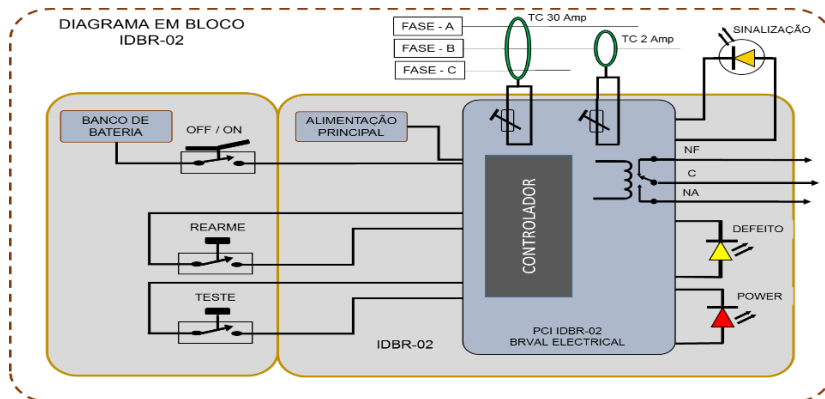 DIAGRAMA EM BLOCO
IDBR-02
FASE - A
FASE - B
FASE - C
TC 30 Amp
TC 2 Amp
SINALIZAÇÃO
BANCO DE
BATERIA
OFF / ON
ALIMENTAÇÃO
PRINCIPAL
NF
C
NA
REARME
CONTROLADOR
DEFEITO
TESTE
POWER
PCI IDBR-02
BRVAL ELECTRICAL
IDBR-02